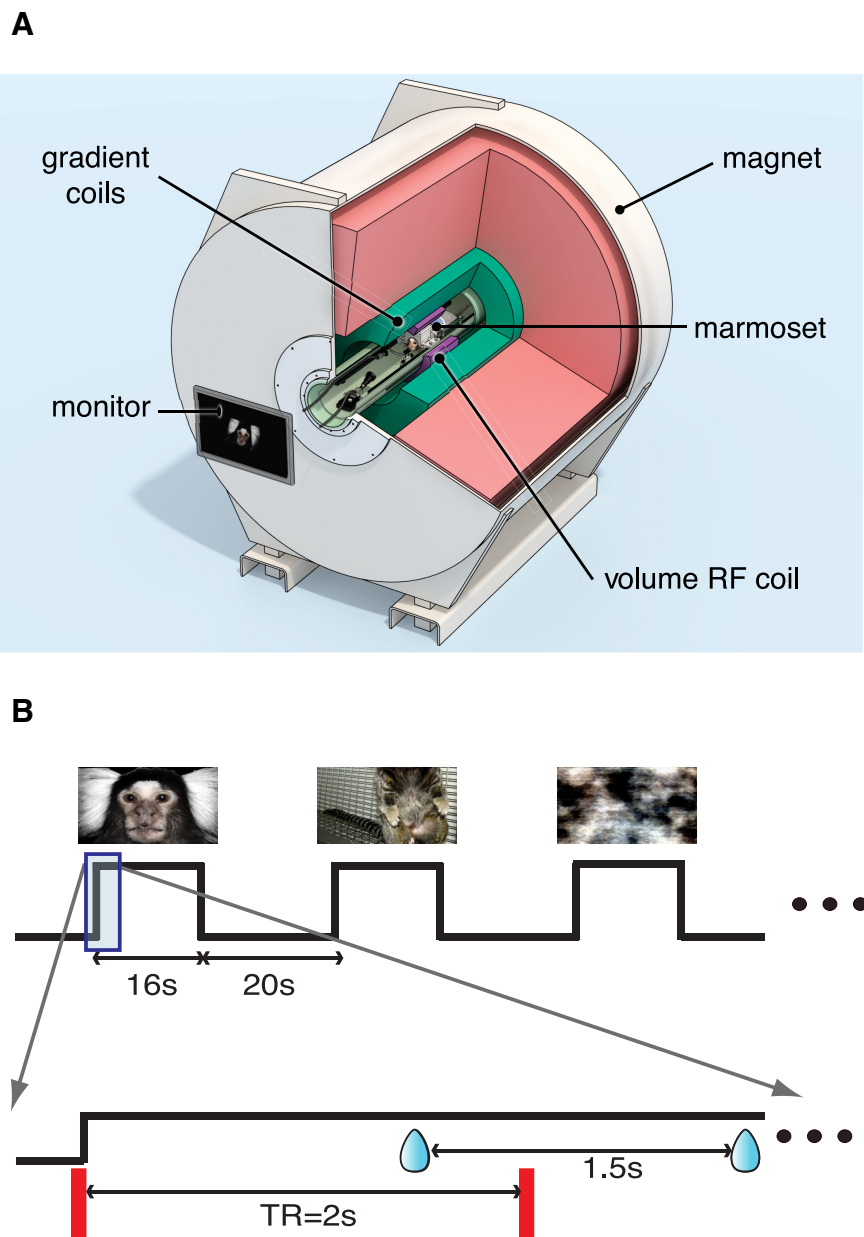 A
gradient
coils
magnet
marmoset
monitor
volume RF coil
B
16s
20s
1.5s
TR=2s